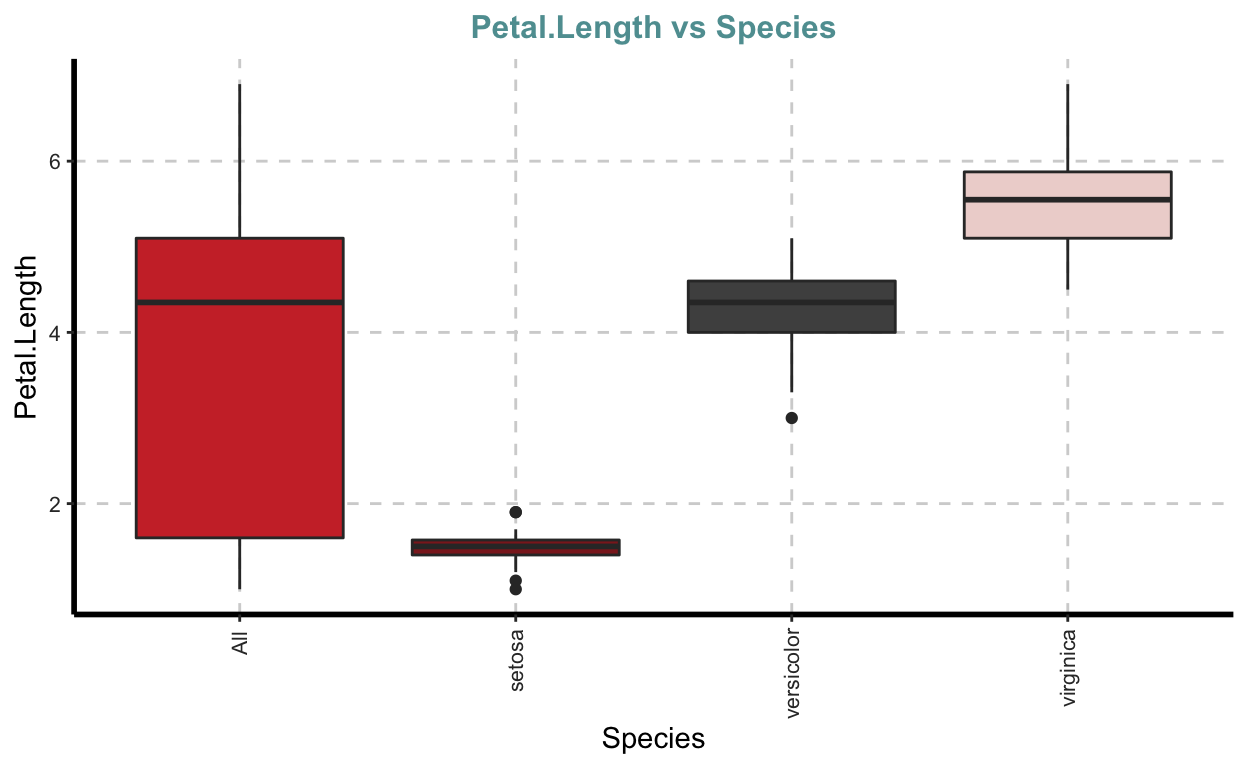 Petal.Length vs Species
Petal.Length
6
4
2
All
setosa
versicolor
virginica
Species